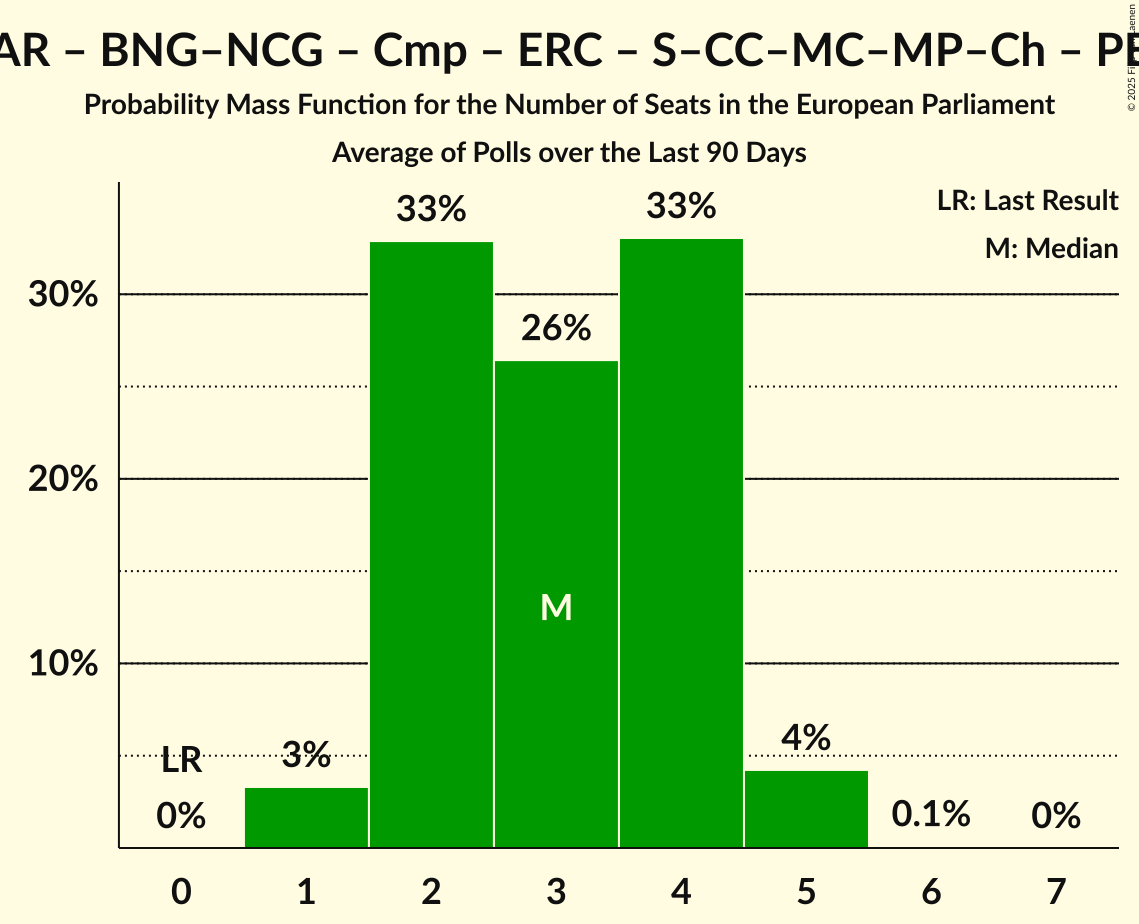 AR – BNG–NCG – Cmp – ERC – S–CC–MC–MP–Ch –
Probability Mass Function for the Number of Seats in the European Parliament
Average of Polls over the Last 90 Days
© 2025
LR: Last Result
M: Median
33%
33%
30%
26%
20%
M
10%
4%
LR
3%
0%
0.1%
0%
0 1 2 3 4 5 6 7